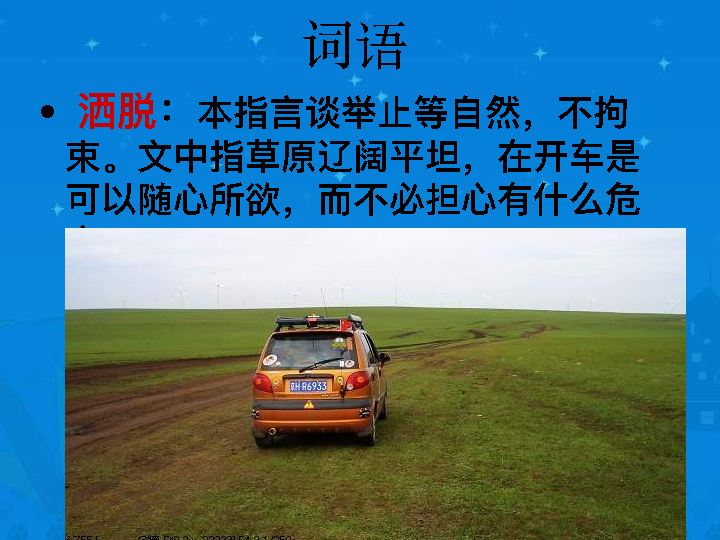 词语
• 洒脱：本指言谈举止等自然，不拘
束。文中指草原辽阔平坦，在开车是
可以随心所欲，而不必担心有什么危
H·R6933